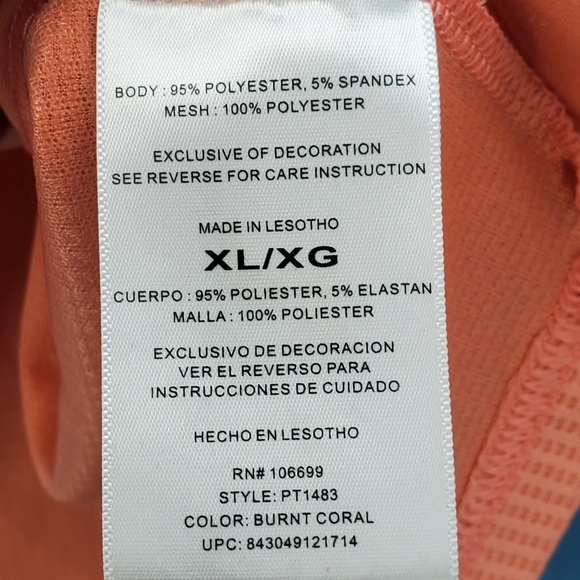 BODY : 95% POLYESTER, 5% SPANDEX
MESH : 100% POLYESTER
EXCLUSIVE OF DECORATION
SEE REVERSE FOR CARE INSTRUCTION
MADE IN LESOTHO
XL/XG
CUERPO : 95% POLIESTER, 5% ELASTAN
MALLA : 100% POLIESTER
EXCLUSIVO DE DECORACION
VER EL REVERSO PARA
INSTRUCCIONES DE CUIDADO
HECHO EN LESOTHO
RN# 106699
STYLE: PT1483
COLOR: BURNT CORAL
UPC: 843049121714